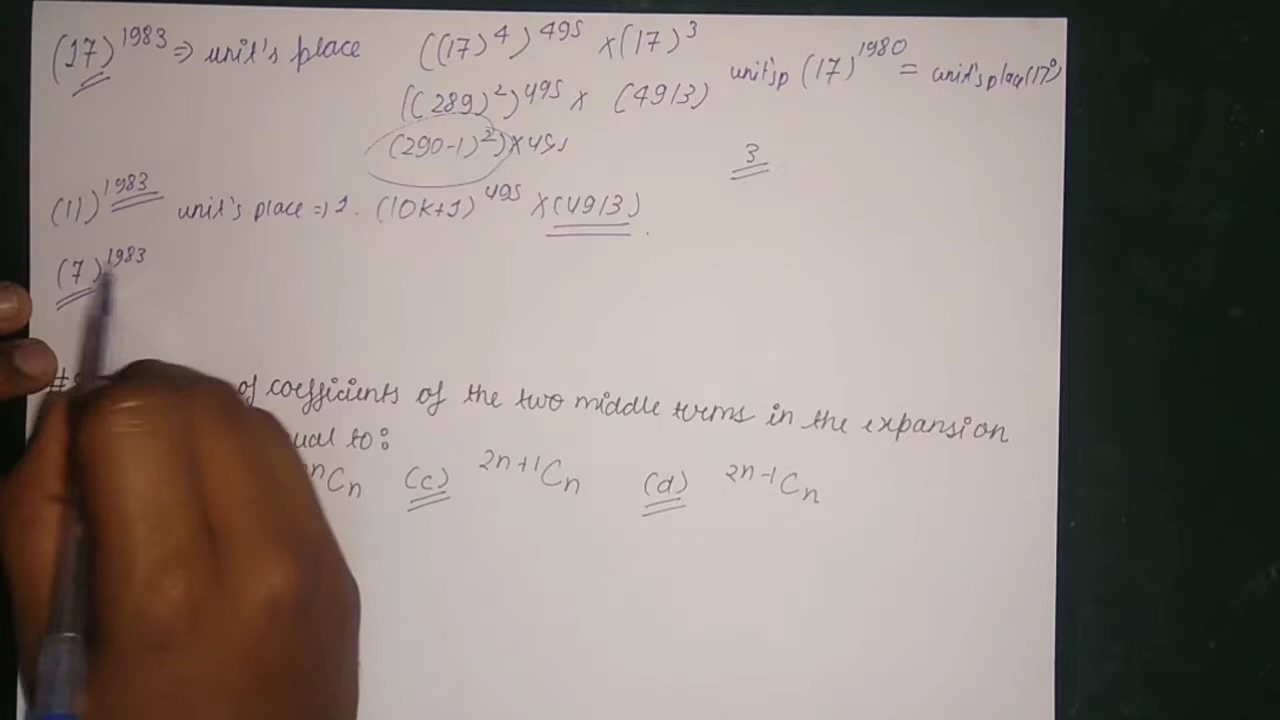 (17)^1983 ⇒ unit's place
((17)^4)^495 ×(17)^3
((289)^2)^495 × (4913)
(290-1)^2)×495
unit'sp (17)^1980 = unit's place(17^0)
3
(1)^1983 unit's place ⇒ 1. (10K+1)^495 ×(4913).
(7)^1983
# of coefficients of the two middle terms in the expansion
ual to:
nCn (c) 2n+1Cn (d) 2n-1Cn